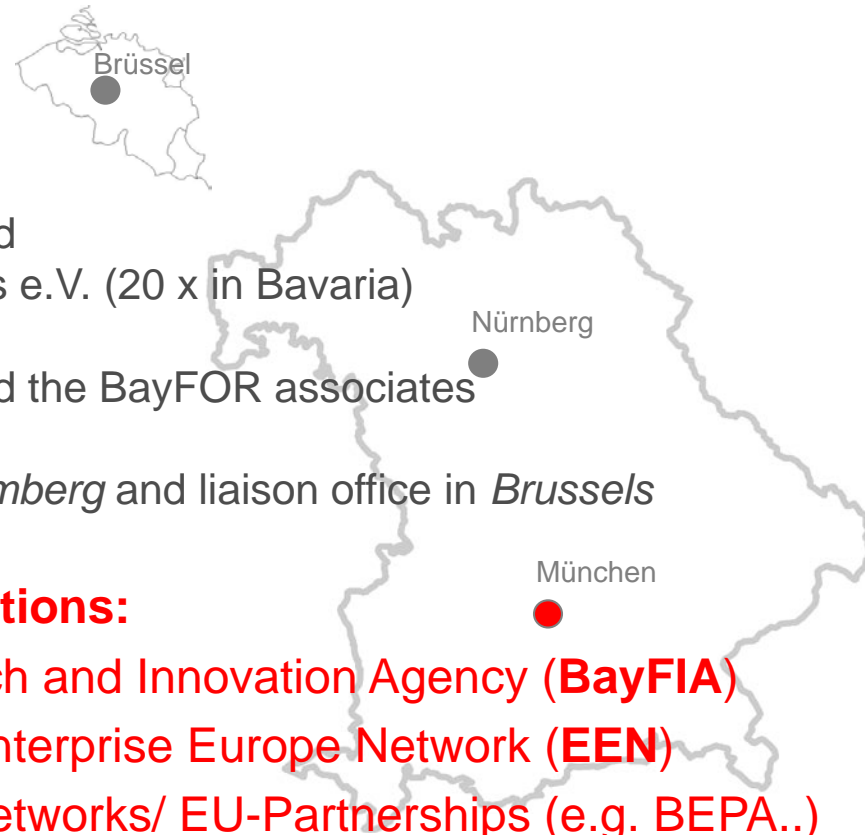 Brüssel
d
s e.V. (20 x in Bavaria)
Nürnberg
d the BayFOR associates
mberg and liaison office in Brussels
München
tions:
ch and Innovation Agency (BayFIA)
nterprise Europe Network (EEN)
etworks/ EU-Partnerships (e.g. BEPA..)